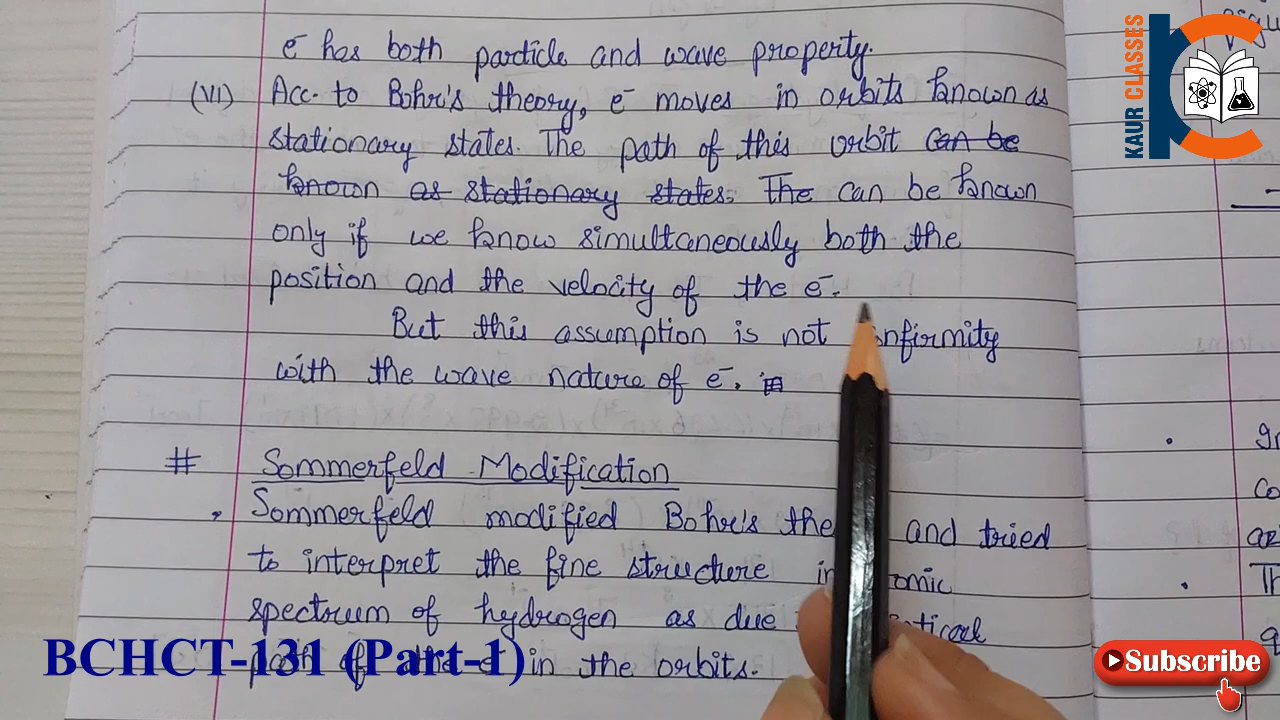 e⁻ has both particle and wave property.
(VI) Acc. to Bohr's theory, e⁻ moves in orbits known as
stationary states. The path of this orbit can be
known as stationary states. The can be known
only if we know simultaneously both the
position and the velocity of the e⁻.
But this assumption is not
with the wave nature of e⁻.
# Sommerfeld Modification
Sommerfeld modified Bohr's and tried
to interpret the fine structure
spectrum of hydrogen as due
in the orbits.
BCHCT-131 (Part-1)
KAUR CLASSES
Subscribe